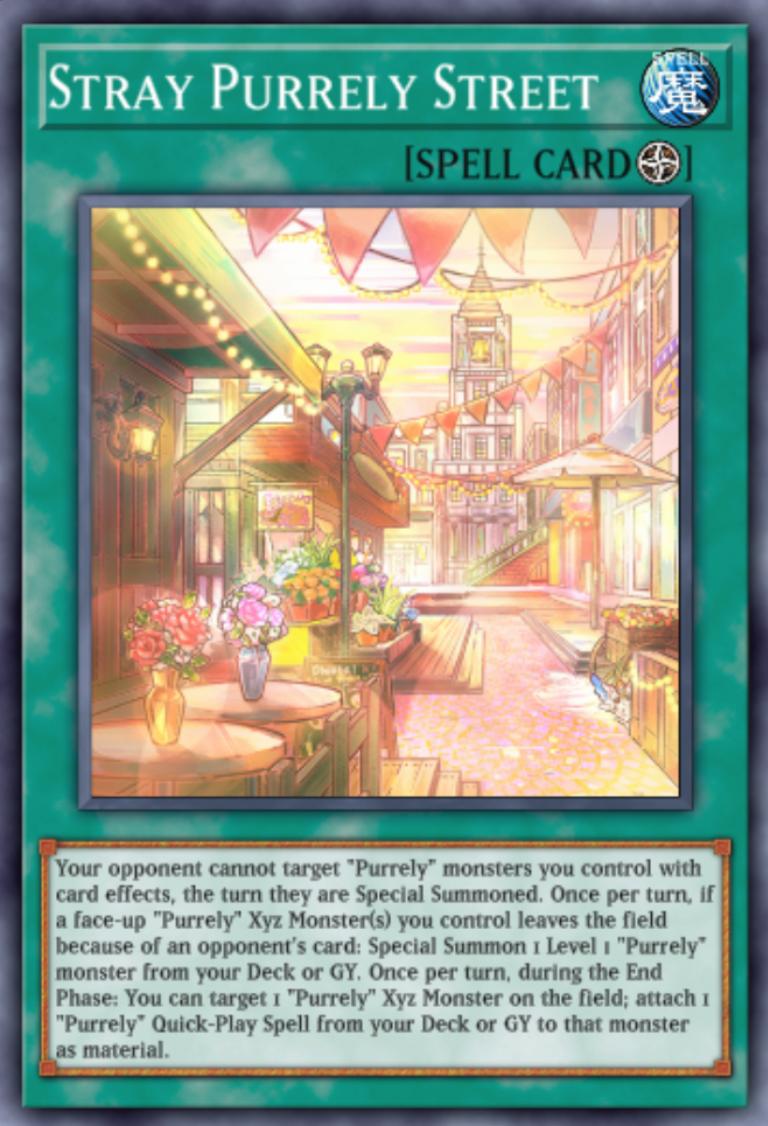 STRAY PURRELY STREET
SPELL
魔
[SPELL CARD]
Your opponent cannot target "Purrely" monsters you control with
card effects, the turn they are Special Summoned. Once per turn, if
a face-up "Purrely" Xyz Monster(s) you control leaves the field
because of an opponent's card: Special Summon 1 Level 1 "Purrely"
monster from your Deck or GY. Once per turn, during the End
Phase: You can target 1 "Purrely" Xyz Monster on the field; attach 1
"Purrely" Quick-Play Spell from your Deck or GY to that monster
as material.